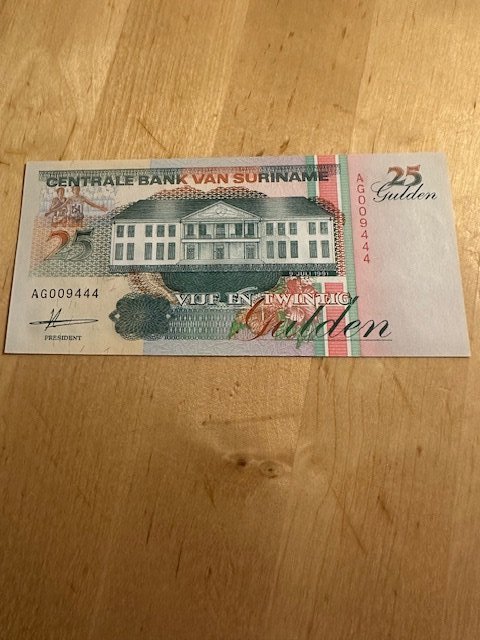 CENTRALE BANK VAN SURINAME
25
Gulden
25
AG009444
9 JULI 1991
AG009444
VIJF EN TWINTIG
Gulden
PRESIDENT